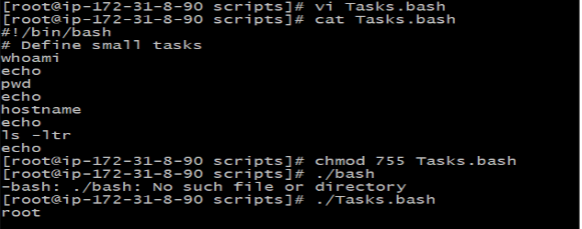 [root@ip-172-31-8-90 scripts]# vi Tasks.bash
[root@ip-172-31-8-90 scripts]# cat Tasks.bash
#!/bin/bash
# Define small tasks
whoami
echo
pwd
echo
hostname
echo
ls -ltr
echo
[root@ip-172-31-8-90 scripts]# chmod 755 Tasks.bash
[root@ip-172-31-8-90 scripts]# ./bash
-bash: ./bash: No such file or directory
[root@ip-172-31-8-90 scripts]# ./Tasks.bash
root